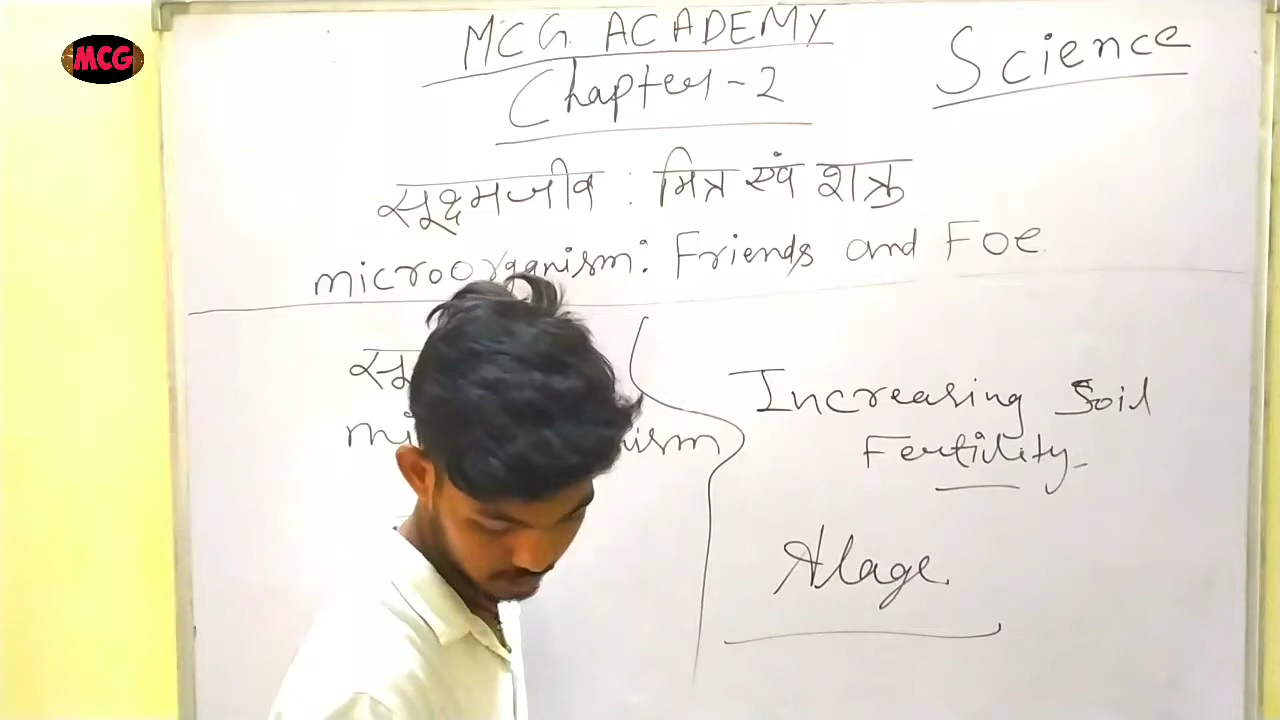 MCG
MCG ACADEMY
Science
Chapter-2
सूक्ष्मजीव : मित्र एवं शत्रु
microorganism: Friends and Foe
Increasing Soil
Fertility
Alage